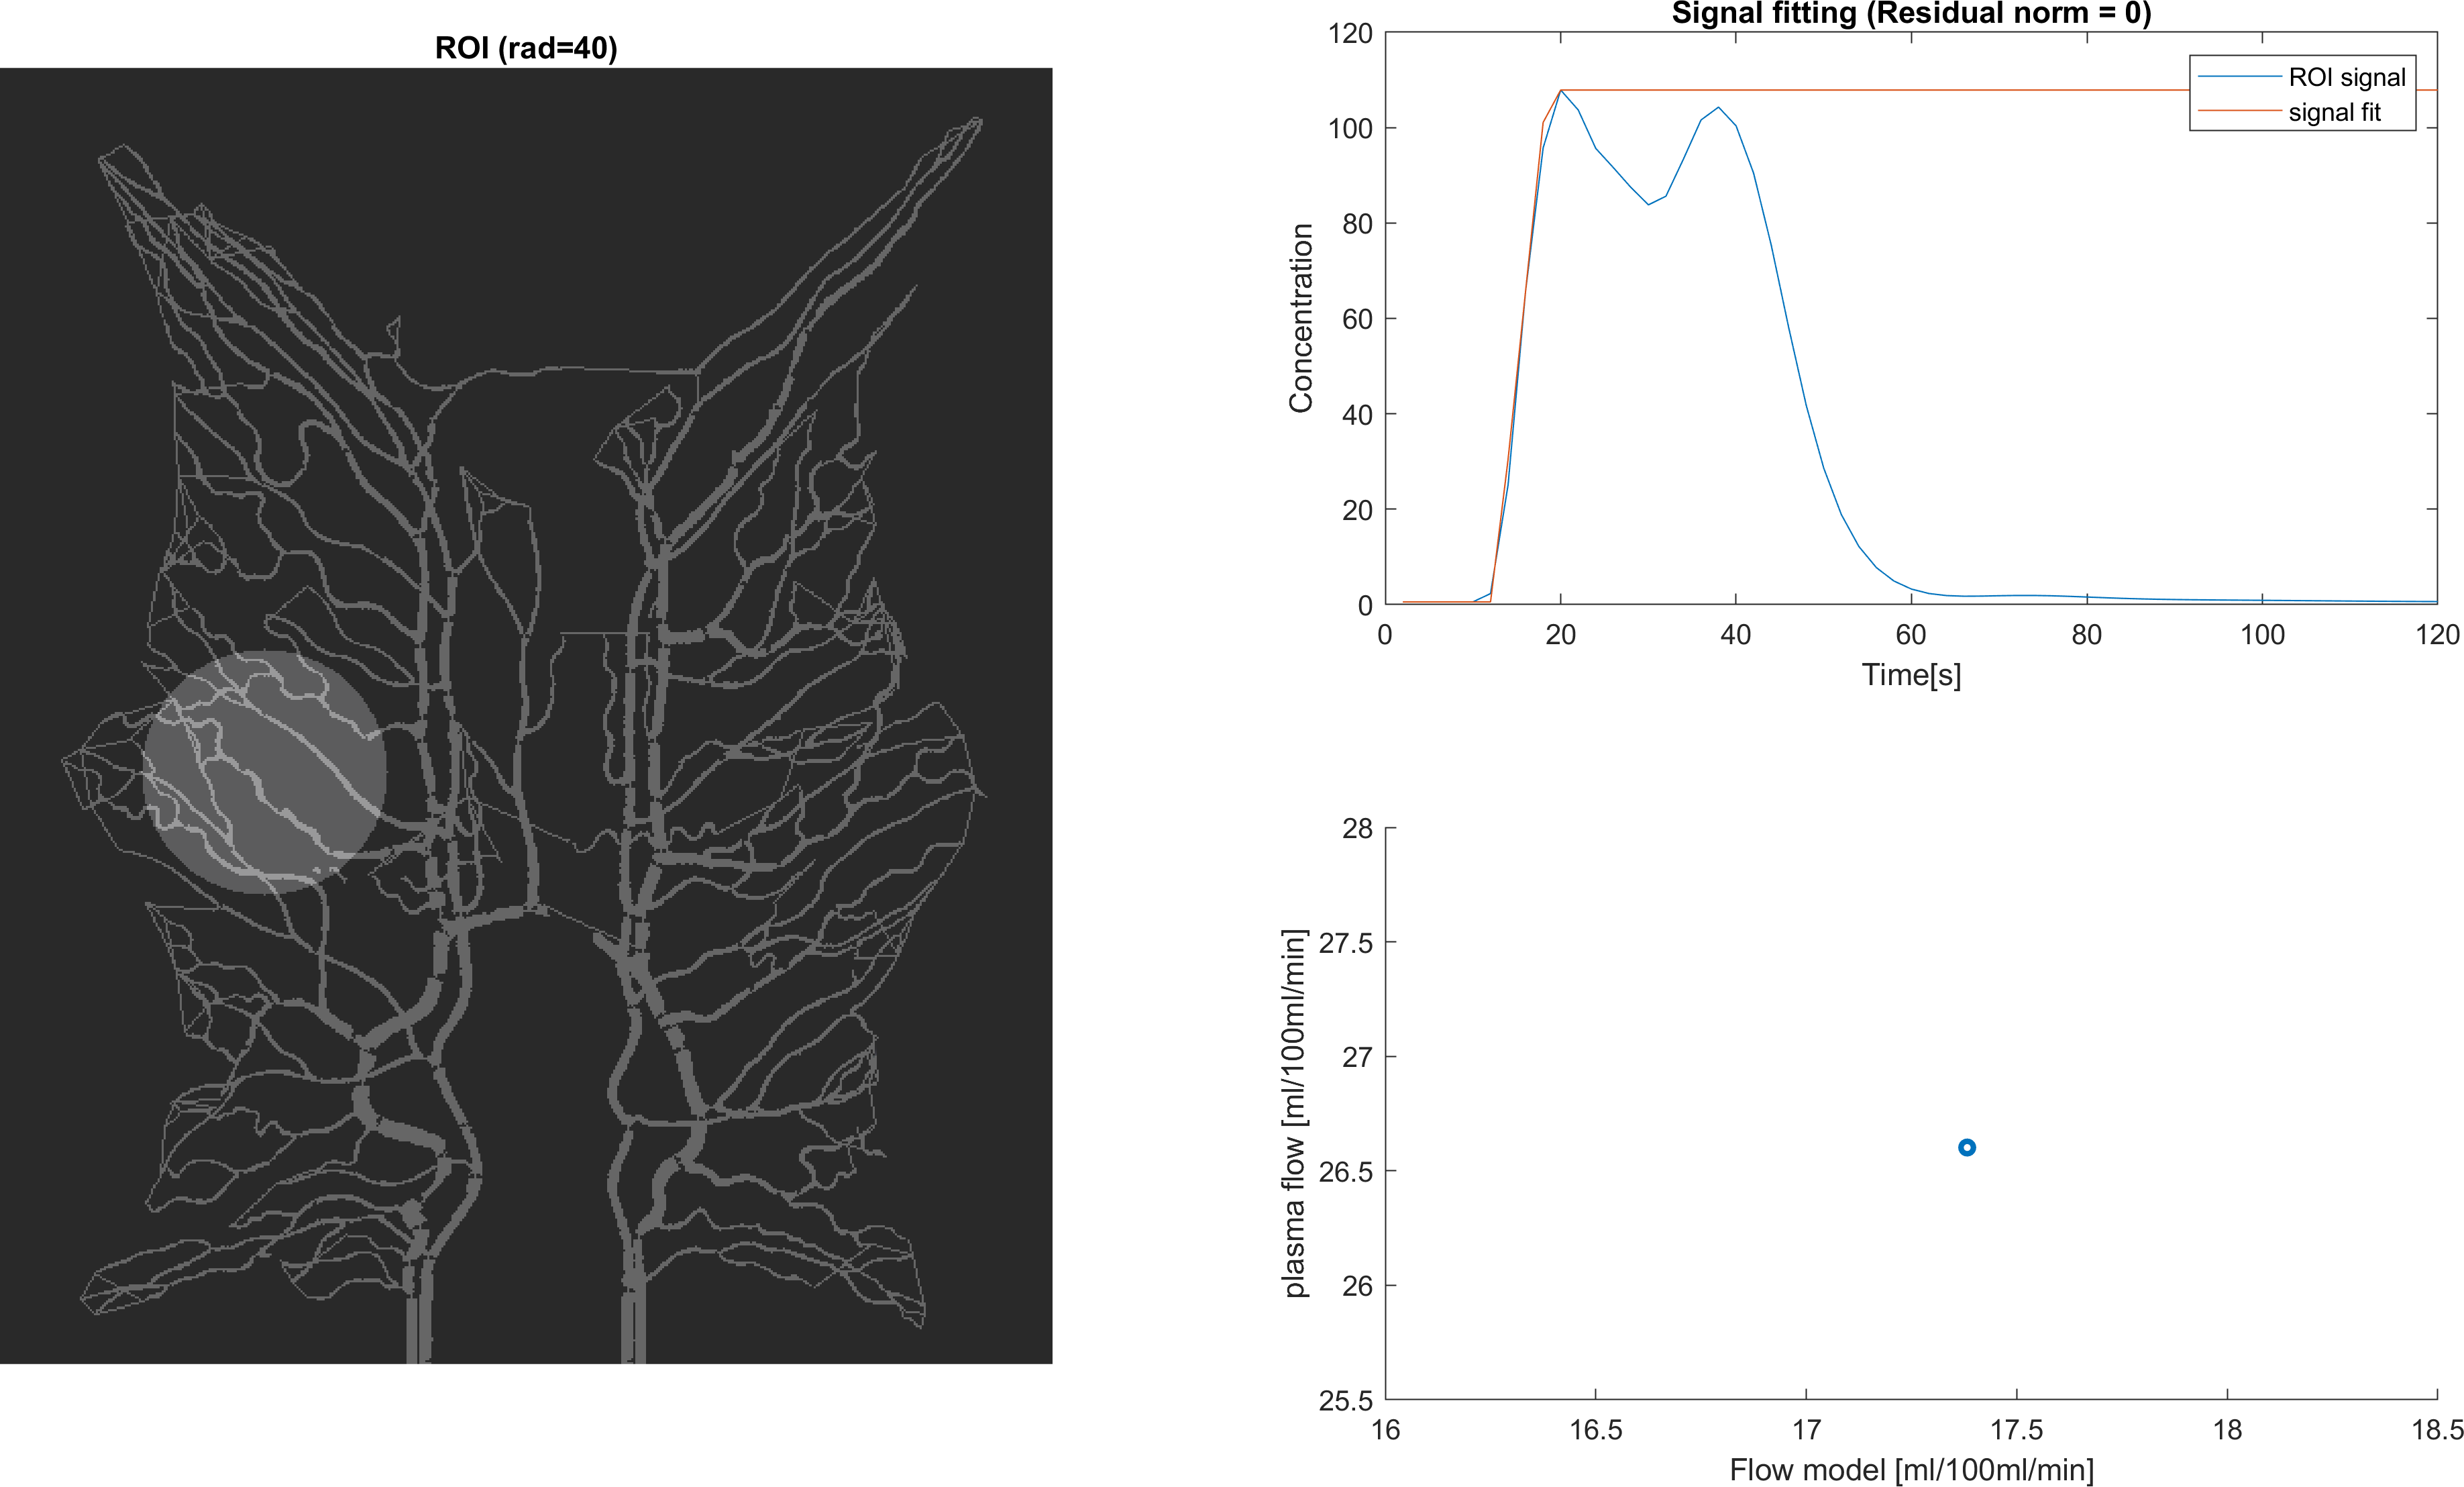 ROI (rad=40)
Signal fitting (Residual norm = 0)
120
100
80
60
40
20
0
Concentration
ROI signal
signal fit
0 20 40 60 80 100 120
Time[s]
28
27.5
27
26.5
26
25.5
plasma flow [ml/100ml/min]
16 16.5 17 17.5 18 18.5
Flow model [ml/100ml/min]